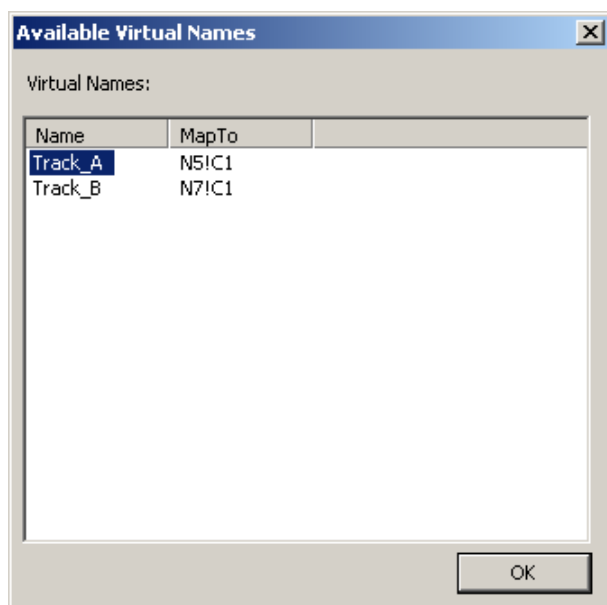 Available Virtual Names
Virtual Names:
Name MapTo
Track_A N5!C1
Track_B N7!C1
OK